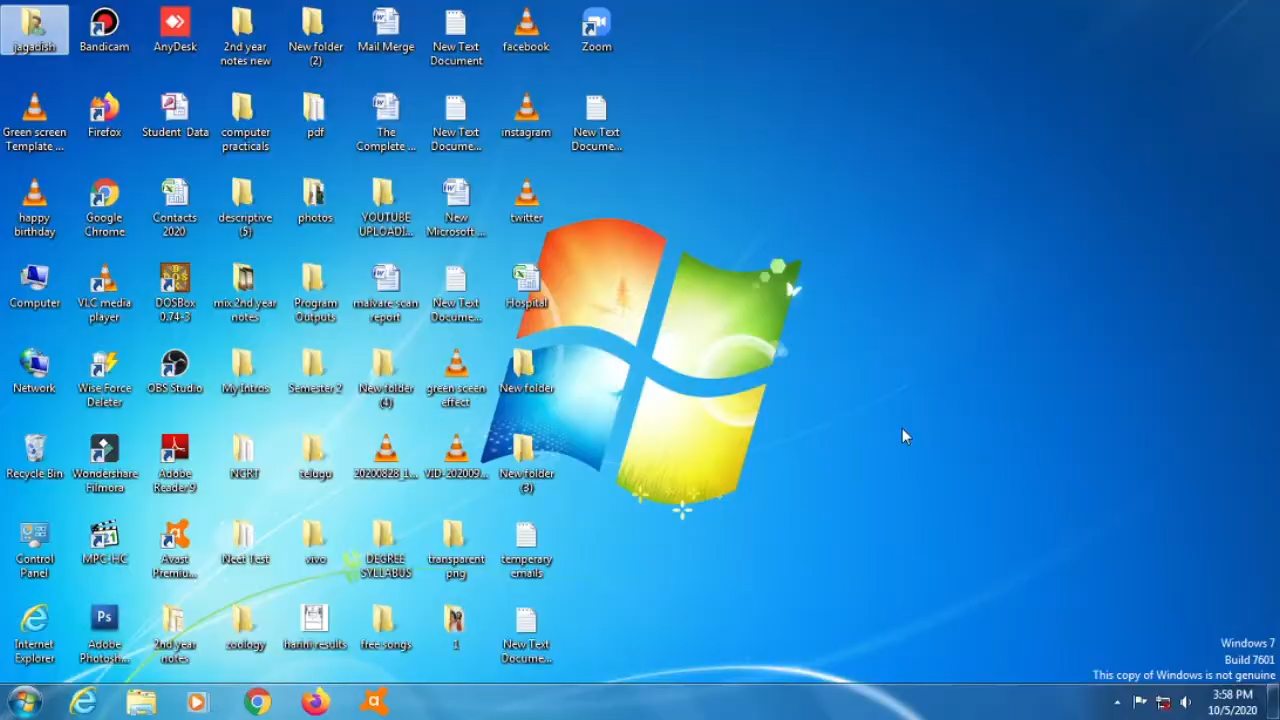 jagadish
Bandicam
AnyDesk
2nd year
notes new
New folder
(2)
Mail Merge
New Text
Document
facebook
Zoom
Green screen
Template ...
Firefox
Student Data
computer
practicals
pdf
The
Complete ...
New Text
Docume...
instagram
New Text
Docume...
happy
birthday
Google
Chrome
Contacts
2020
descriptive
(5)
photos
YOUTUBE
UPLOADI...
New
Microsoft ...
twitter
Computer
VLC media
player
DOSBox
0.74-3
mix 2nd year
notes
Program
Outputs
malvare scan
report
New Text
Docume...
Hospital
Network
Wise Force
Deleter
OBS Studio
My Intros
Semester 2
New folder
(4)
green sceen
effect
New folder
Recycle Bin
Wondershare
Filmora
Adobe
Reader 9
NCRT
telugu
20200828_1...
VID-202009...
New folder
(3)
Control
Panel
MPC-HC
Avast
Premiu...
Neet Test
vivo
DEGREE
SYLLABUS
transparent
png
temperary
emails
Internet
Explorer
Ps
Adobe
Photosh...
2nd year
notes
zoology
harini results
free songs
1
New Text
Docume...
Windows 7
Build 7601
This copy of Windows is not genuine
3:58 PM
10/5/2020